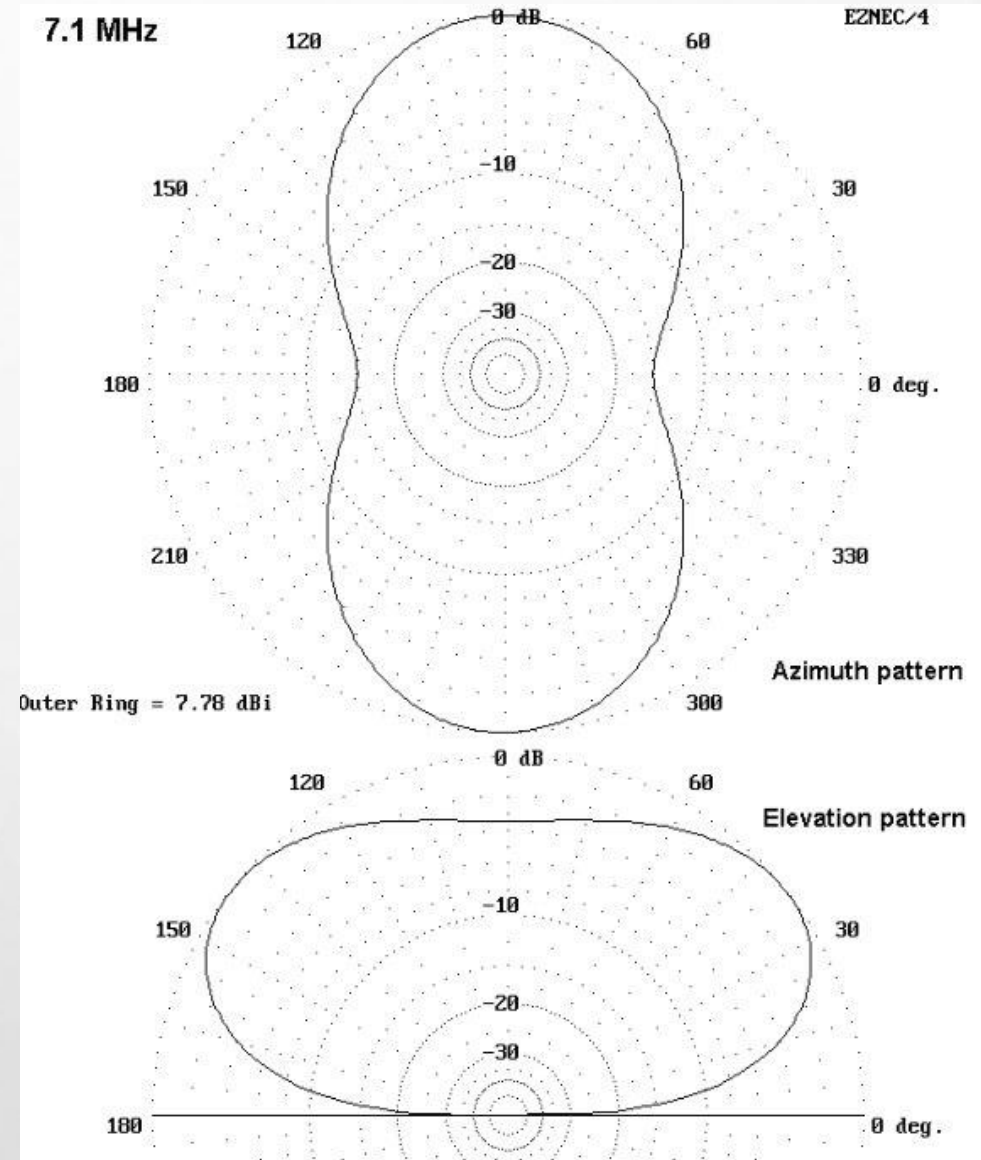 7.1 MHz
0 dB
EZNEC/4
120
60
-10
150
30
-20
-30
180
0 deg.
210
330
Azimuth pattern
Outer Ring = 7.78 dBi
300
0 dB
120
60
Elevation pattern
-10
150
30
-20
-30
180
0 deg.